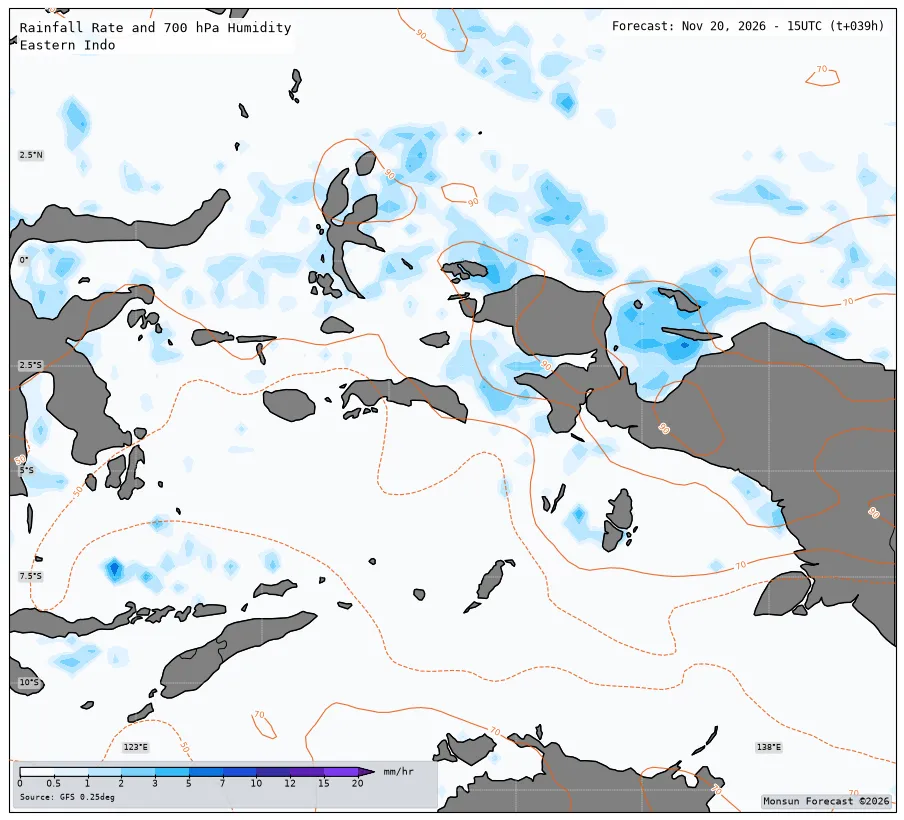 Rainfall Rate and 700 hPa Humidity
Eastern Indo
Forecast: Nov 20, 2026 - 15UTC (t+039h)
90
70
2.5°N
90
90
0°
70
2.5°S
90
90
5°S
50
50
90
7.5°S
70
10°S
70
70
50
123°E
138°E
0 0.5 1 2 3 5 7 10 12 15 20 mm/hr
Source: GFS 0.25deg
70
70
Monsun Forecast ©2026